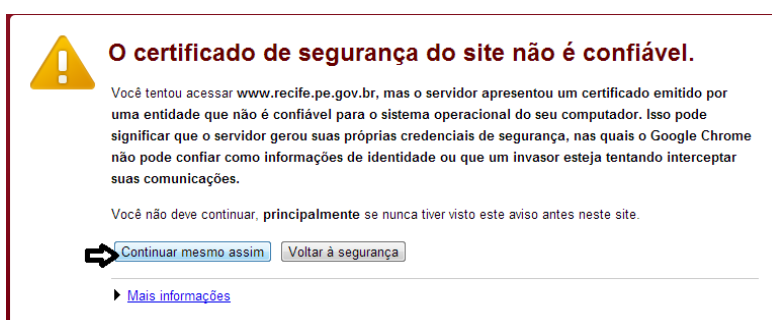 O certificado de segurança do site não é confiável.
Você tentou acessar www.recife.pe.gov.br, mas o servidor apresentou um certificado emitido por
uma entidade que não é confiável para o sistema operacional do seu computador. Isso pode
significar que o servidor gerou suas próprias credenciais de segurança, nas quais o Google Chrome
não pode confiar como informações de identidade ou que um invasor esteja tentando interceptar
suas comunicações.
Você não deve continuar, principalmente se nunca tiver visto este aviso antes neste site.
Continuar mesmo assim Voltar à segurança
Mais informações